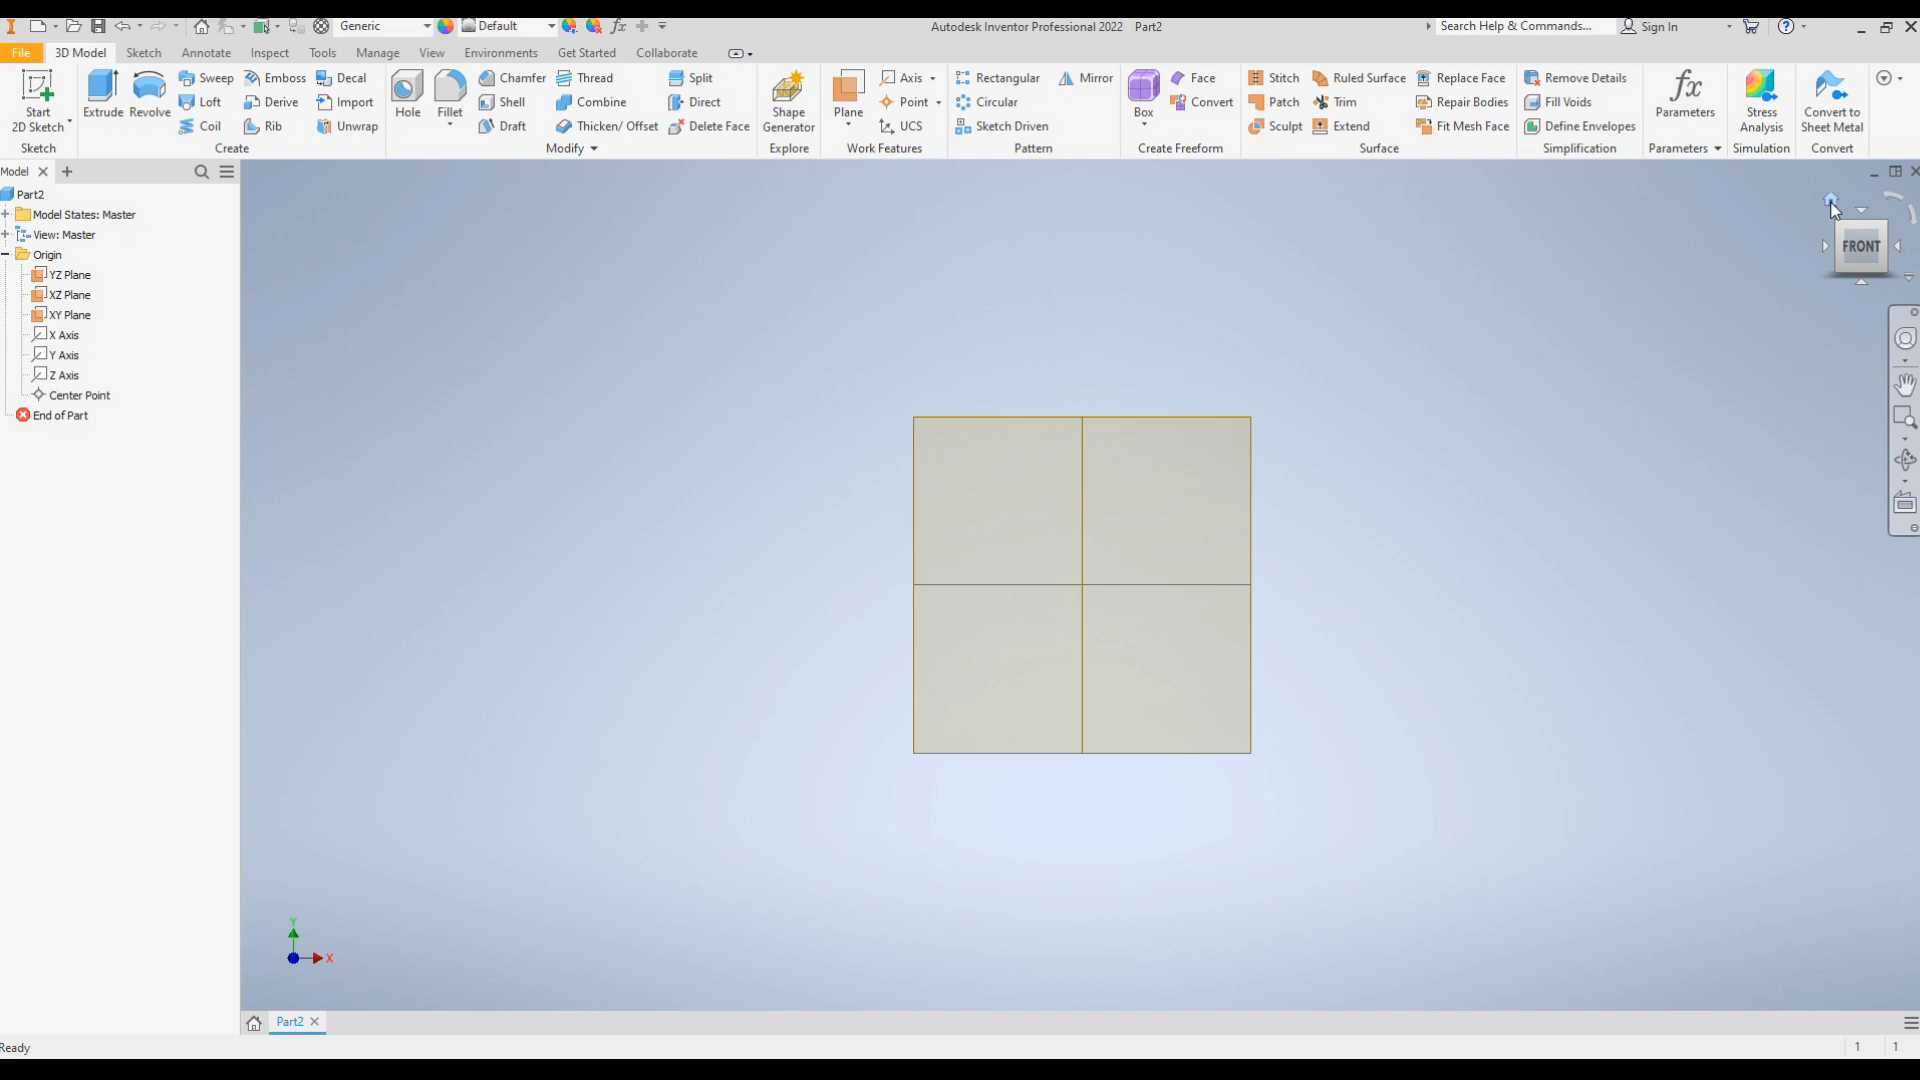 Generic
Default
fx
Autodesk Inventor Professional 2022 Part2
Search Help & Commands...
Sign In
File 3D Model Sketch Annotate Inspect Tools Manage View Environments Get Started Collaborate
Start
2D Sketch
Sketch
Extrude
Revolve
Sweep
Loft
Coil
Emboss
Derive
Rib
Decal
Import
Unwrap
Create
Hole
Fillet
Chamfer
Shell
Draft
Thread
Combine
Thicken/ Offset
Split
Direct
Delete Face
Modify
Shape
Generator
Explore
Plane
Axis
Point
UCS
Work Features
Rectangular
Circular
Sketch Driven
Mirror
Pattern
Box
Face
Convert
Create Freeform
Stitch
Patch
Sculpt
Ruled Surface
Trim
Extend
Replace Face
Repair Bodies
Fit Mesh Face
Surface
Remove Details
Fill Voids
Define Envelopes
Simplification
fx
Parameters
Parameters
Stress
Analysis
Simulation
Convert to
Sheet Metal
Convert
Model
Part2
Model States: Master
View: Master
Origin
YZ Plane
XZ Plane
XY Plane
X Axis
Y Axis
Z Axis
Center Point
End of Part
FRONT
Y
X
Part2
Ready
1 1